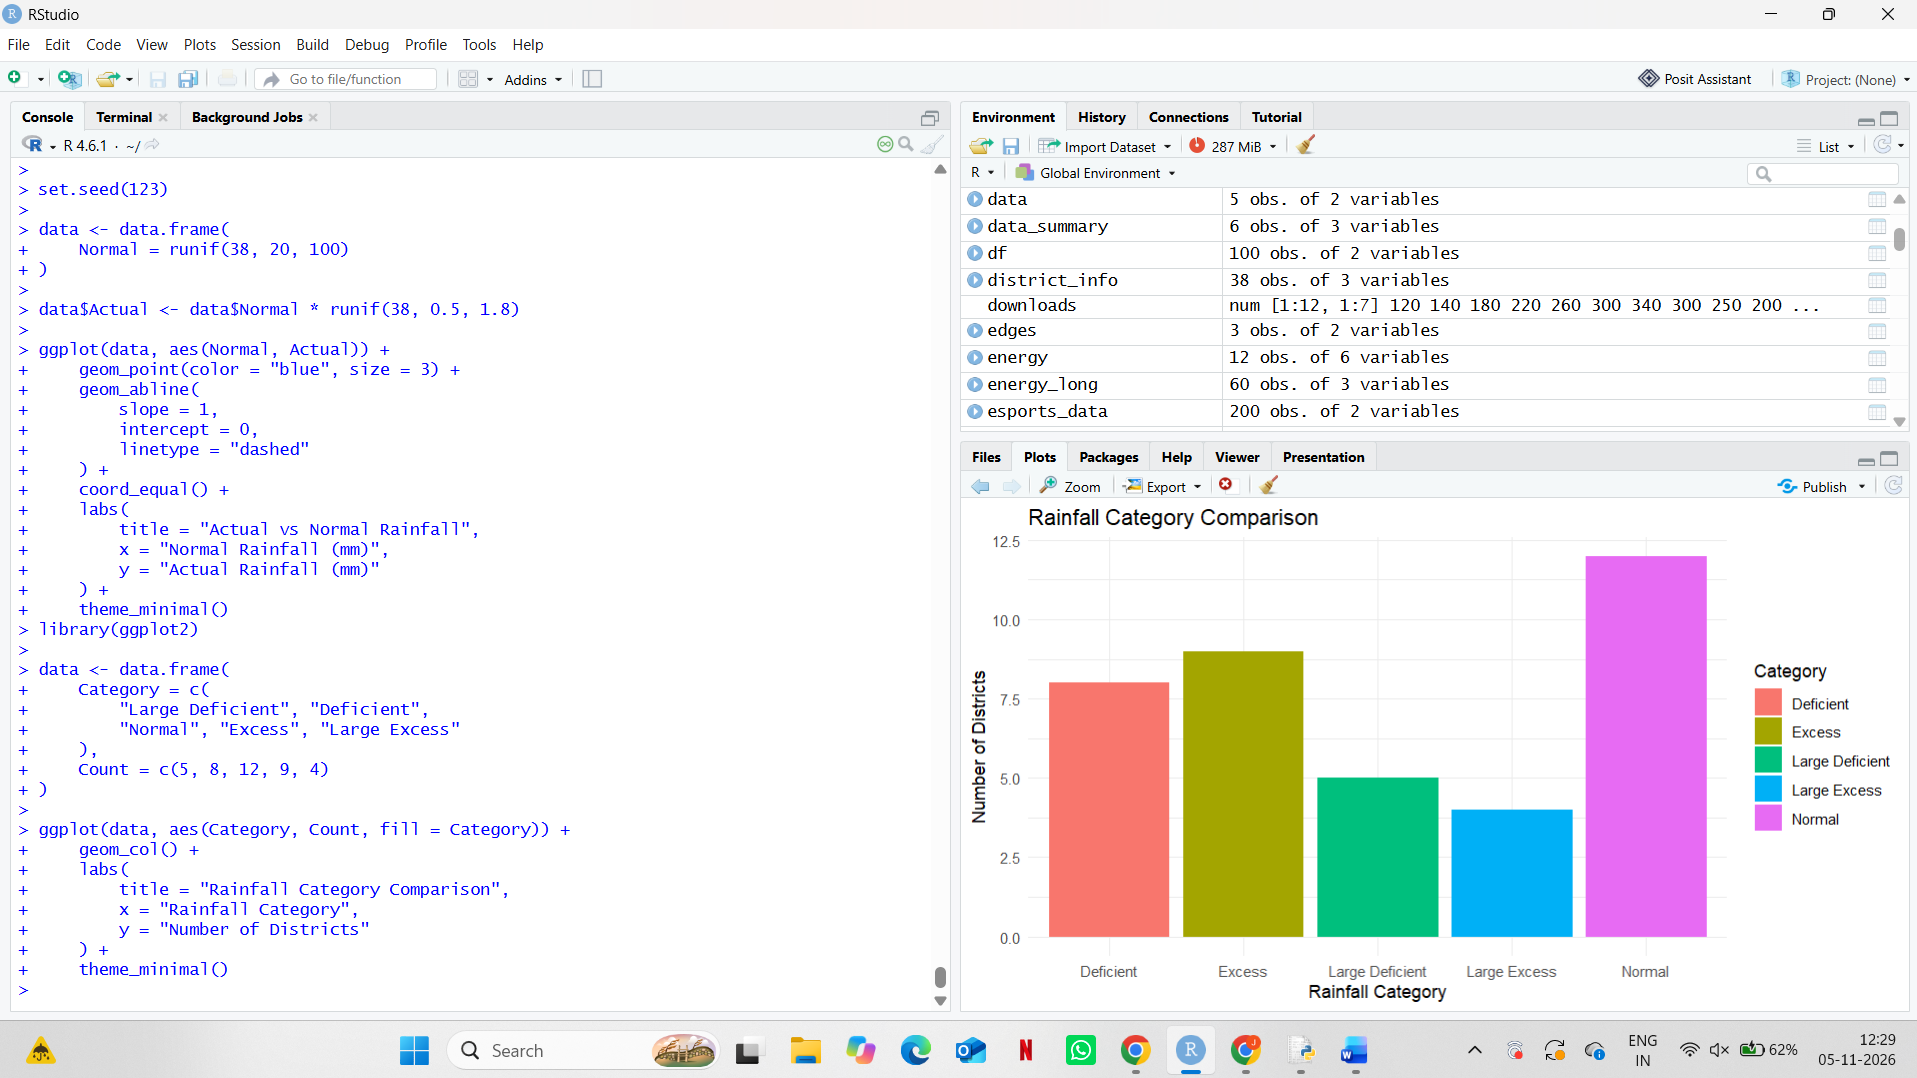 RStudio
File Edit Code View Plots Session Build Debug Profile Tools Help
Go to file/function Addins Posit Assistant Project: (None)
Console Terminal Background Jobs
R 4.6.1 · ~/
>
> set.seed(123)
>
> data <- data.frame(
+     Normal = runif(38, 20, 100)
+ )
>
> data$Actual <- data$Normal * runif(38, 0.5, 1.8)
>
> ggplot(data, aes(Normal, Actual)) +
+     geom_point(color = "blue", size = 3) +
+     geom_abline(
+         slope = 1,
+         intercept = 0,
+         linetype = "dashed"
+     ) +
+     coord_equal() +
+     labs(
+         title = "Actual vs Normal Rainfall",
+         x = "Normal Rainfall (mm)",
+         y = "Actual Rainfall (mm)"
+     ) +
+     theme_minimal()
> library(ggplot2)
>
> data <- data.frame(
+     Category = c(
+         "Large Deficient", "Deficient",
+         "Normal", "Excess", "Large Excess"
+     ),
+     Count = c(5, 8, 12, 9, 4)
+ )
>
> ggplot(data, aes(Category, Count, fill = Category)) +
+     geom_col() +
+     labs(
+         title = "Rainfall Category Comparison",
+         x = "Rainfall Category",
+         y = "Number of Districts"
+     ) +
+     theme_minimal()
>
Environment History Connections Tutorial
Import Dataset 287 MiB List
R Global Environment
data 5 obs. of 2 variables
data_summary 6 obs. of 3 variables
df 100 obs. of 2 variables
district_info 38 obs. of 3 variables
downloads num [1:12, 1:7] 120 140 180 220 260 300 340 300 250 200 ...
edges 3 obs. of 2 variables
energy 12 obs. of 6 variables
energy_long 60 obs. of 3 variables
esports_data 200 obs. of 2 variables
Files Plots Packages Help Viewer Presentation
Zoom Export Publish
Rainfall Category Comparison
12.5
10.0
7.5
5.0
2.5
0.0
Number of Districts
Deficient Excess Large Deficient Large Excess Normal
Rainfall Category
Category
Deficient
Excess
Large Deficient
Large Excess
Normal
Search
ENG
IN
62%
12:29
05-11-2026